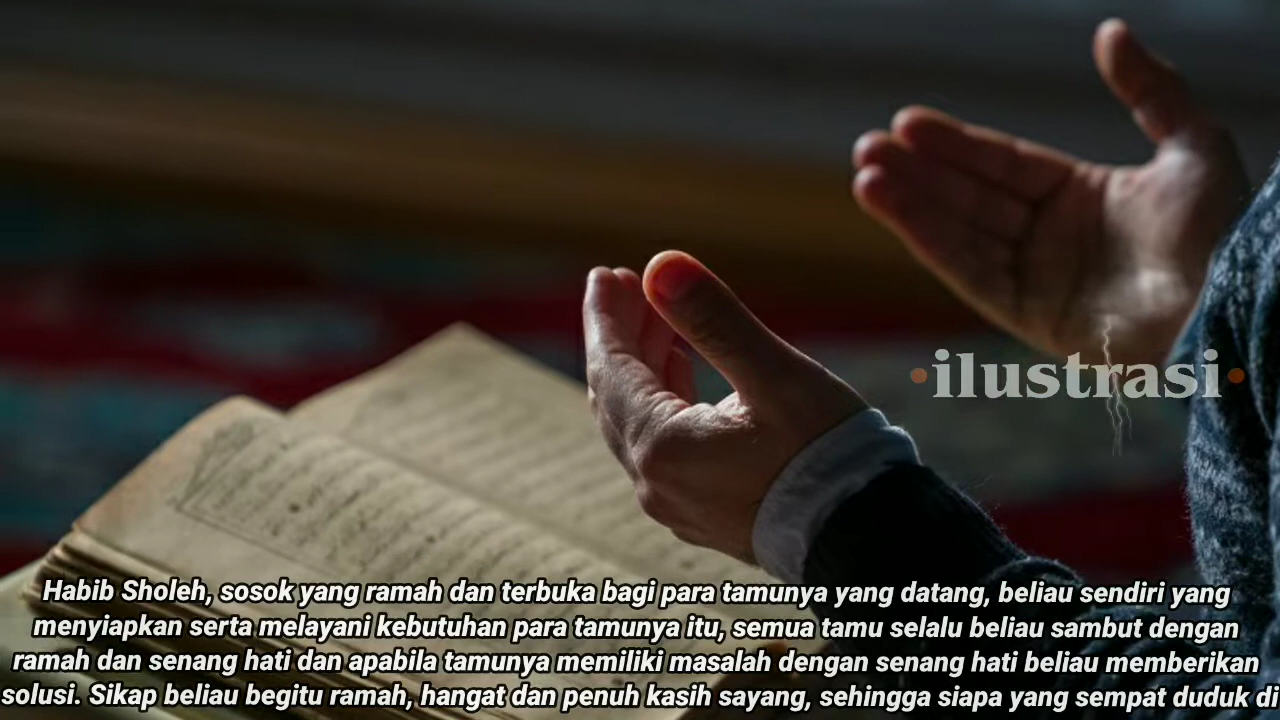 ilustrasi
Habib Sholeh, sosok yang ramah dan terbuka bagi para tamunya yang datang, beliau sendiri yang
menyiapkan serta melayani kebutuhan para tamunya itu, semua tamu selalu beliau sambut dengan
ramah dan senang hati dan apabila tamunya memiliki masalah dengan senang hati beliau memberikan
solusi. Sikap beliau begitu ramah, hangat dan penuh kasih sayang, sehingga siapa yang sempat duduk di